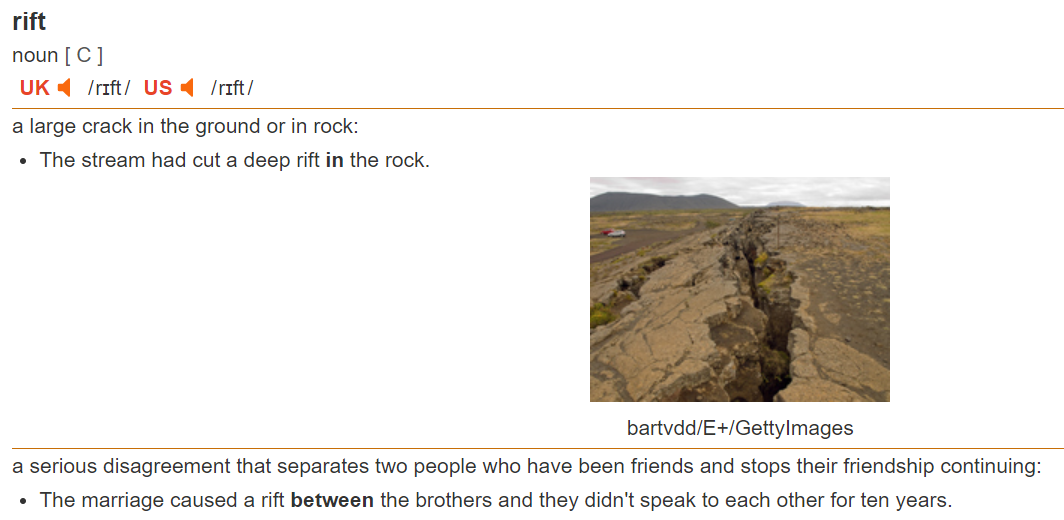 rift
noun [ C ]
UK /rɪft/ US /rɪft/
a large crack in the ground or in rock:
• The stream had cut a deep rift in the rock.
bartvdd/E+/GettyImages
a serious disagreement that separates two people who have been friends and stops their friendship continuing:
• The marriage caused a rift between the brothers and they didn't speak to each other for ten years.